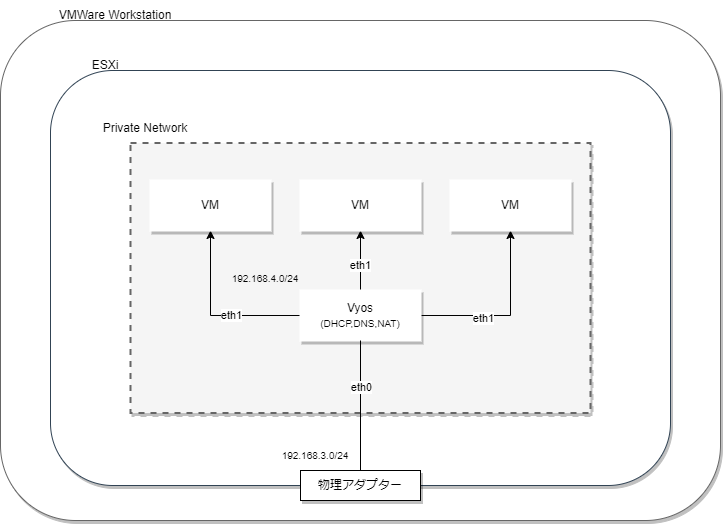 VMWare Workstation
ESXi
Private Network
VM
VM
VM
eth1
192.168.4.0/24
Vyos
(DHCP,DNS,NAT)
eth1
eth1
eth0
192.168.3.0/24
物理アダプター